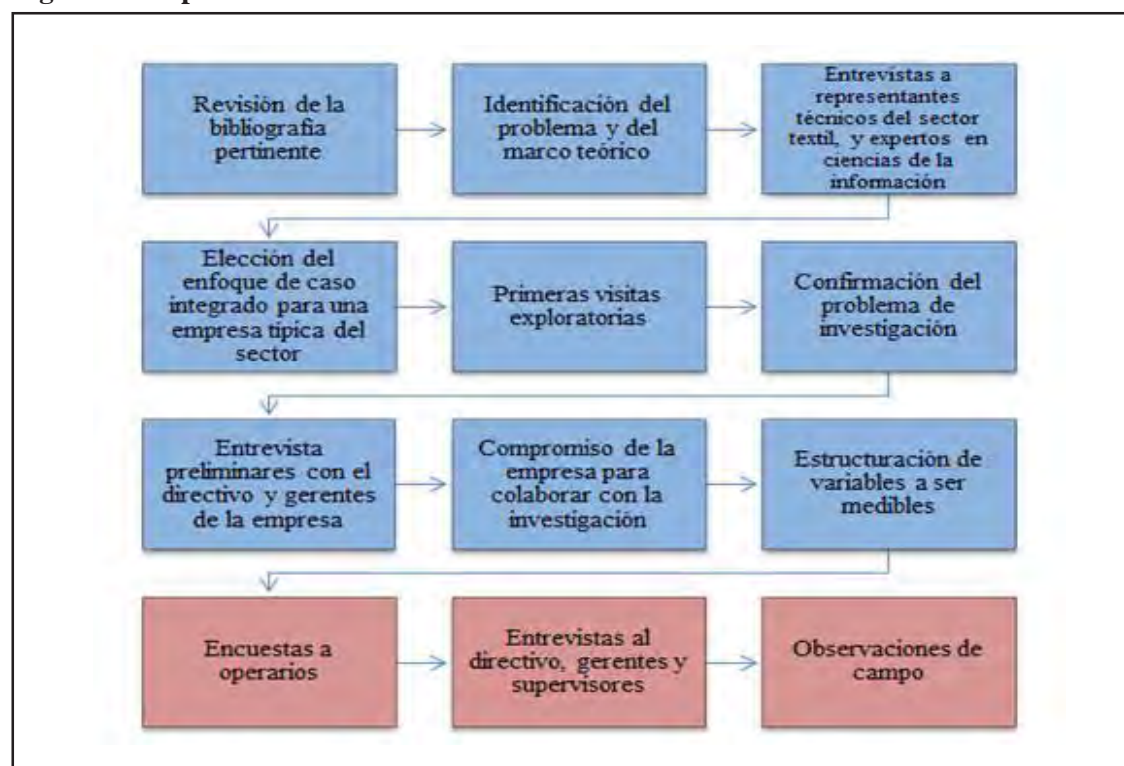 Revisión de la
bibliografía
pertinente
Identificación del
problema y del
marco teórico
Entrevistas a
representantes
técnicos del sector
textil, y expertos en
ciencias de la
información
Elección del
enfoque de caso
integrado para una
empresa típica del
sector
Primeras visitas
exploratorias
Confirmación del
problema de
investigación
Entrevista
preliminares con el
directivo y gerentes
de la empresa
Compromiso de la
empresa para
colaborar con la
investigación
Estructuración de
variables a ser
medibles
Encuestas a
operarios
Entrevistas al
directivo, gerentes y
supervisores
Observaciones de
campo